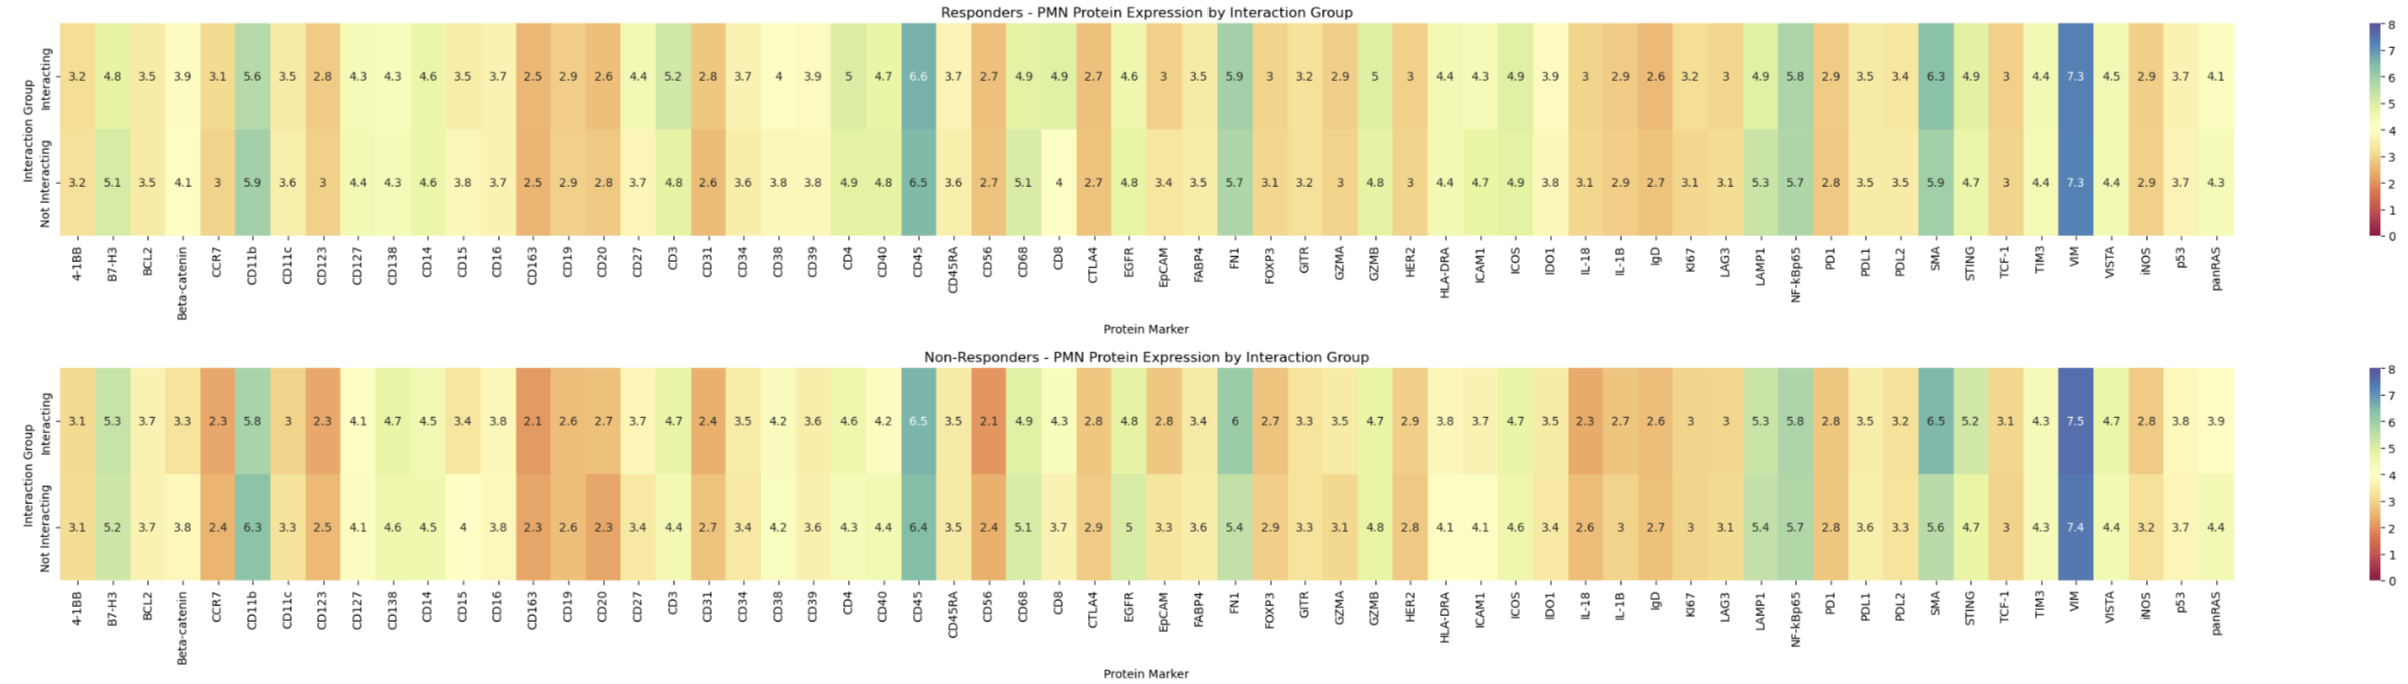 Responders - PMN Protein Expression by Interaction Group
Interaction Group
Interacting
3.2 4.8 3.5 3.9 3.1 5.6 3.5 2.8 4.3 4.3 4.6 3.5 3.7 2.5 2.9 2.6 4.4 5.2 2.8 3.7 4 3.9 5 4.7 6.6 3.7 2.7 4.9 4.9 2.7 4.6 3 3.5 5.9 3 3.2 2.9 5 3 4.4 4.3 4.9 3.9 3 2.9 2.6 3.2 3 4.9 5.8 2.9 3.5 3.4 6.3 4.9 3 4.4 7.3 4.5 2.9 3.7 4.1
Not Interacting
3.2 5.1 3.5 4.1 3 5.9 3.6 3 4.4 4.3 4.6 3.8 3.7 2.5 2.9 2.8 3.7 4.8 2.6 3.6 3.8 3.8 4.9 4.8 6.5 3.6 2.7 5.1 4 2.7 4.8 3.4 3.5 5.7 3.1 3.2 3 4.8 3 4.4 4.7 4.9 3.8 3.1 2.9 2.7 3.1 3.1 5.3 5.7 2.8 3.5 3.5 5.9 4.7 3 4.4 7.3 4.4 2.9 3.7 4.3
4-1BB B7-H3 BCL2 Beta-catenin CCR7 CD11b CD11c CD123 CD127 CD138 CD14 CD15 CD16 CD163 CD19 CD20 CD27 CD3 CD31 CD34 CD38 CD39 CD4 CD40 CD45 CD45RA CD56 CD68 CD8 CTLA4 EGFR EpCAM FABP4 FN1 FOXP3 GITR GZMA GZMB HER2 HLA-DRA ICAM1 ICOS IDO1 IL-18 IL-1B IgD KI67 LAG3 LAMP1 NF-kBp65 PD1 PDL1 PDL2 SMA STING TCF-1 TIM3 VIM VISTA iNOS p53 panRAS
Protein Marker
8
7
6
5
4
3
2
1
0
Non-Responders - PMN Protein Expression by Interaction Group
Interaction Group
Interacting
3.1 5.3 3.7 3.3 2.3 5.8 3 2.3 4.1 4.7 4.5 3.4 3.8 2.1 2.6 2.7 3.7 4.7 2.4 3.5 4.2 3.6 4.6 4.2 6.5 3.5 2.1 4.9 4.3 2.8 4.8 2.8 3.4 6 2.7 3.3 3.5 4.7 2.9 3.8 3.7 4.7 3.5 2.3 2.7 2.6 3 3 5.3 5.8 2.8 3.5 3.2 6.5 5.2 3.1 4.3 7.5 4.7 2.8 3.8 3.9
Not Interacting
3.1 5.2 3.7 3.8 2.4 6.3 3.3 2.5 4.1 4.6 4.5 4 3.8 2.3 2.6 2.3 3.4 4.4 2.7 3.4 4.2 3.6 4.3 4.4 6.4 3.5 2.4 5.1 3.7 2.9 5 3.3 3.6 5.4 2.9 3.3 3.1 4.8 2.8 4.1 4.1 4.6 3.4 2.6 3 2.7 3 3.1 5.4 5.7 2.8 3.6 3.3 5.6 4.7 3 4.3 7.4 4.4 3.2 3.7 4.4
4-1BB B7-H3 BCL2 Beta-catenin CCR7 CD11b CD11c CD123 CD127 CD138 CD14 CD15 CD16 CD163 CD19 CD20 CD27 CD3 CD31 CD34 CD38 CD39 CD4 CD40 CD45 CD45RA CD56 CD68 CD8 CTLA4 EGFR EpCAM FABP4 FN1 FOXP3 GITR GZMA GZMB HER2 HLA-DRA ICAM1 ICOS IDO1 IL-18 IL-1B IgD KI67 LAG3 LAMP1 NF-kBp65 PD1 PDL1 PDL2 SMA STING TCF-1 TIM3 VIM VISTA iNOS p53 panRAS
Protein Marker
8
7
6
5
4
3
2
1
0